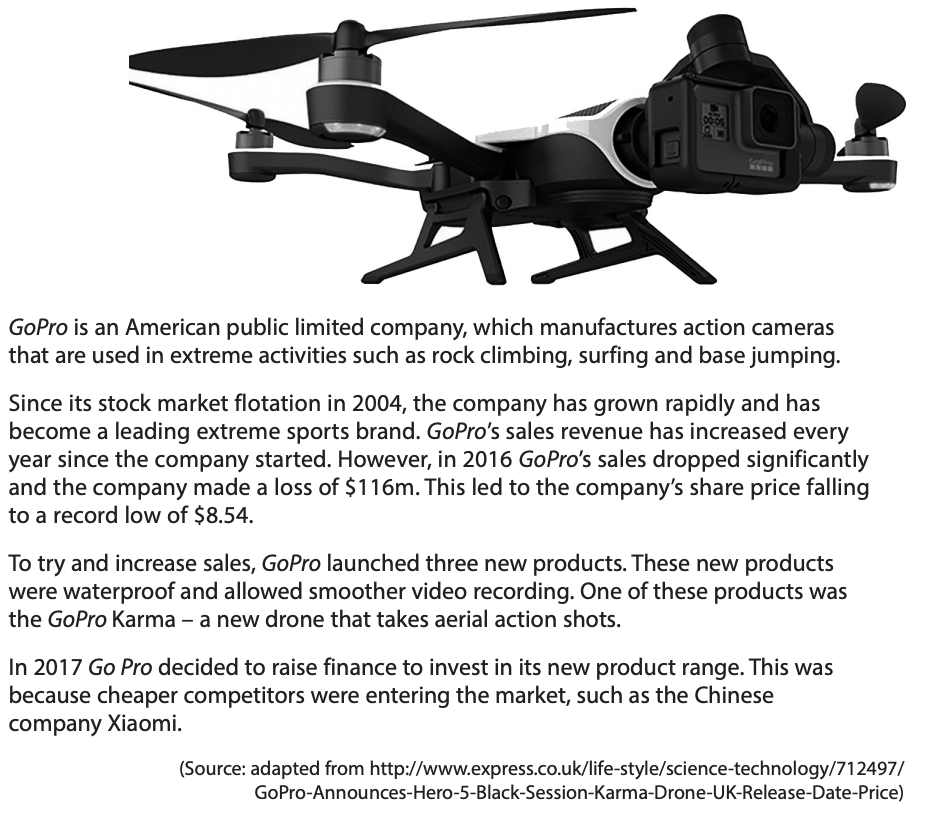 00:05
GoPro
GoPro is an American public limited company, which manufactures action cameras
that are used in extreme activities such as rock climbing, surfing and base jumping.
Since its stock market flotation in 2004, the company has grown rapidly and has
become a leading extreme sports brand. GoPro’s sales revenue has increased every
year since the company started. However, in 2016 GoPro’s sales dropped significantly
and the company made a loss of $116m. This led to the company’s share price falling
to a record low of $8.54.
To try and increase sales, GoPro launched three new products. These new products
were waterproof and allowed smoother video recording. One of these products was
the GoPro Karma – a new drone that takes aerial action shots.
In 2017 Go Pro decided to raise finance to invest in its new product range. This was
because cheaper competitors were entering the market, such as the Chinese
company Xiaomi.
(Source: adapted from http://www.express.co.uk/life-style/science-technology/712497/
GoPro-Announces-Hero-5-Black-Session-Karma-Drone-UK-Release-Date-Price)